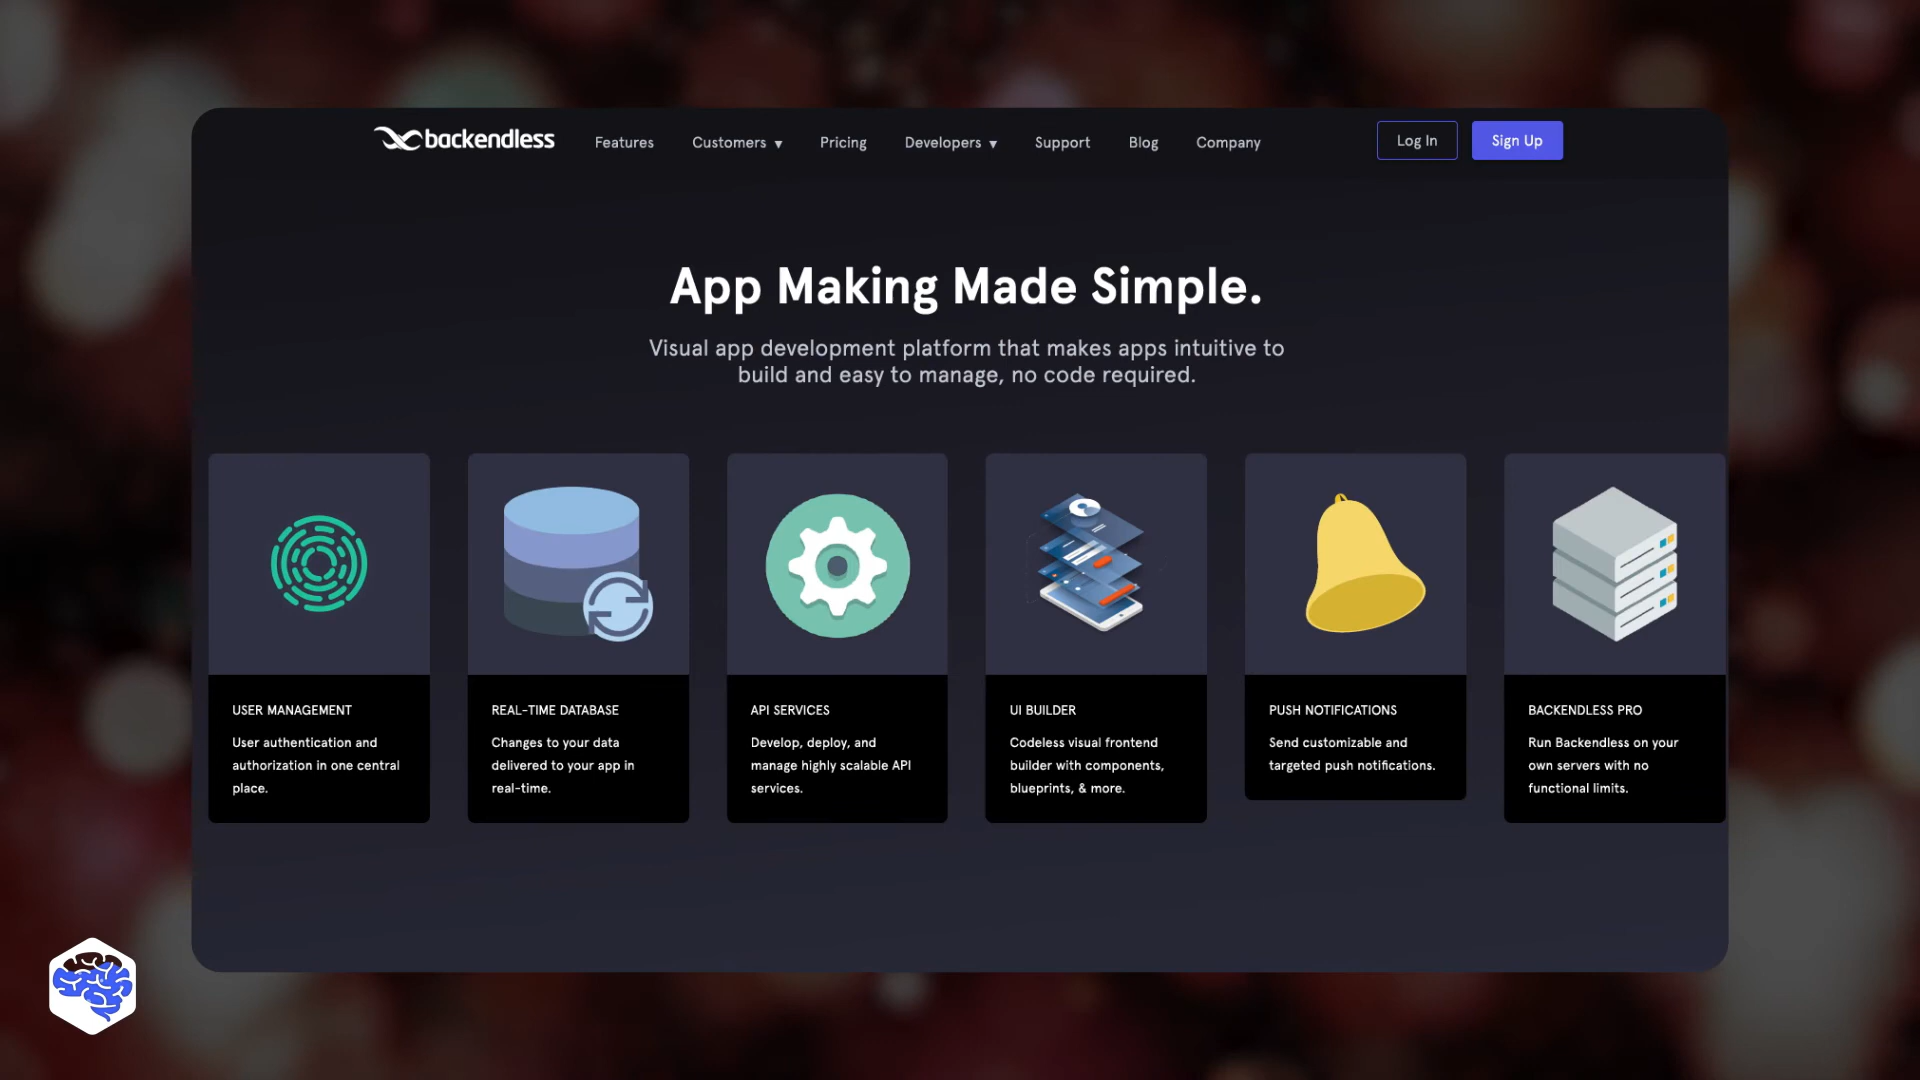 backendless
Features
Customers ▼
Pricing
Developers ▼
Support
Blog
Company
Log In
Sign Up
App Making Made Simple.
Visual app development platform that makes apps intuitive to
build and easy to manage, no code required.
USER MANAGEMENT
User authentication and
authorization in one central
place.
REAL-TIME DATABASE
Changes to your data
delivered to your app in
real-time.
API SERVICES
Develop, deploy, and
manage highly scalable API
services.
UI BUILDER
Codeless visual frontend
builder with components,
blueprints, & more.
PUSH NOTIFICATIONS
Send customizable and
targeted push notifications.
BACKENDLESS PRO
Run Backendless on your
own servers with no
functional limits.